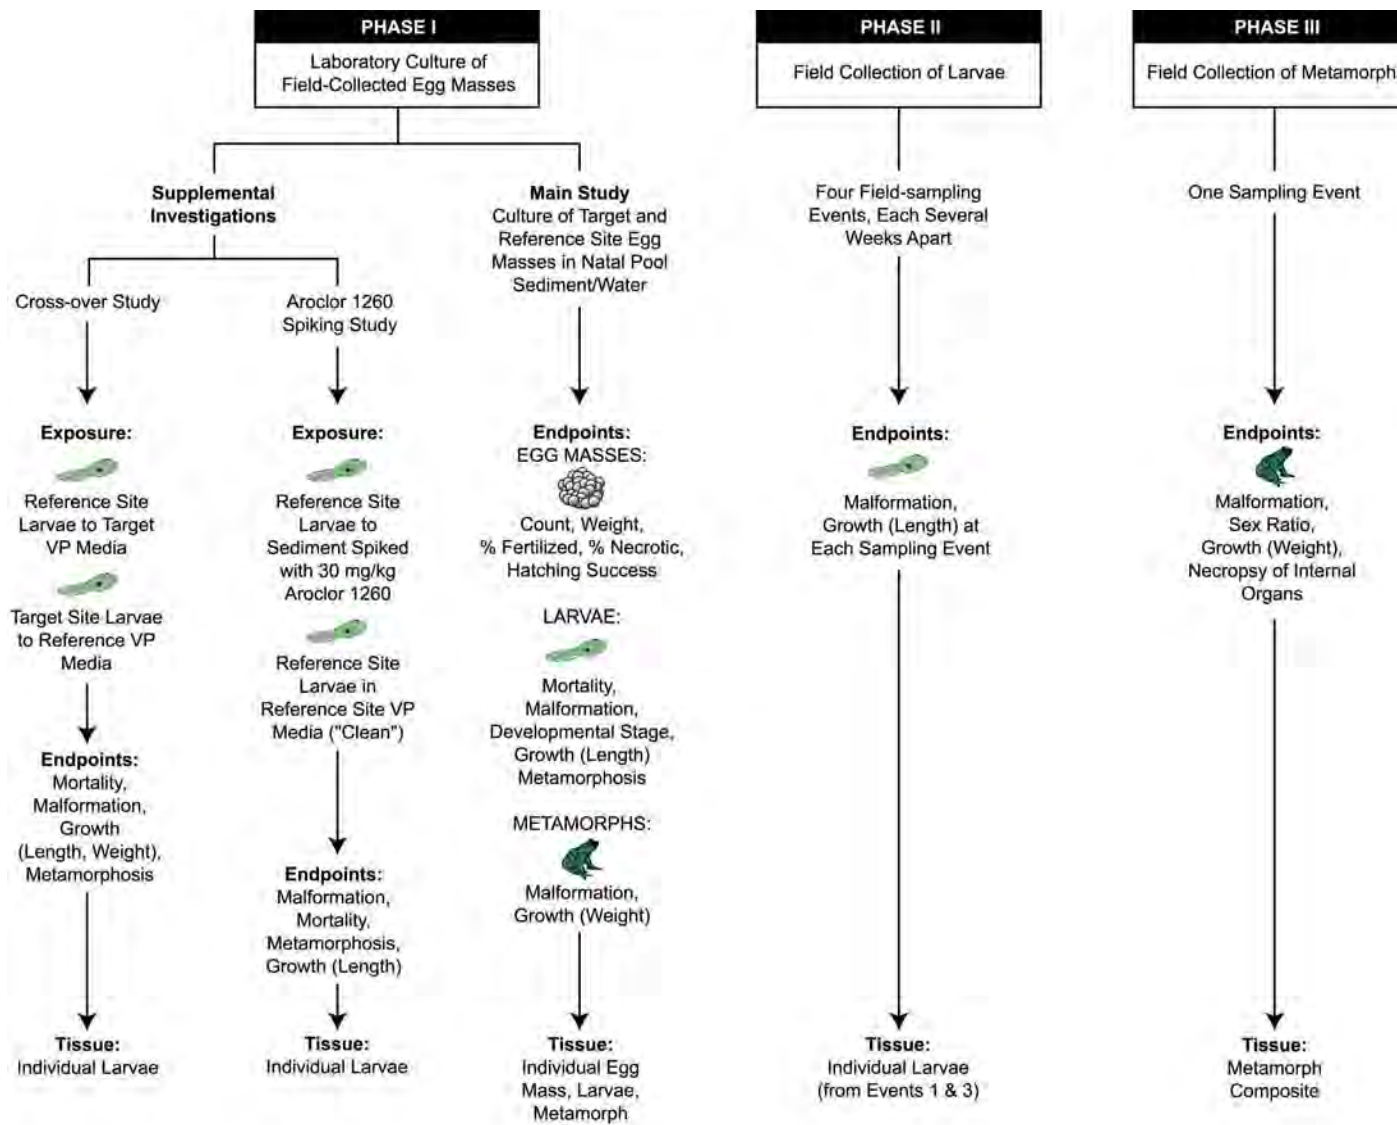 PHASE I
Laboratory Culture of
Field-Collected Egg Masses
Supplemental
Investigations
Cross-over Study
Exposure:
Reference Site
Larvae to Target
VP Media
Target Site Larvae
to Reference VP
Media
Endpoints:
Mortality,
Malformation,
Growth
(Length, Weight),
Metamorphosis
Tissue:
Individual Larvae
Aroclor 1260
Spiking Study
Exposure:
Reference Site
Larvae to
Sediment Spiked
with 30 mg/kg
Aroclor 1260
Reference Site
Larvae in
Reference Site VP
Media ("Clean")
Endpoints:
Malformation,
Mortality,
Metamorphosis,
Growth (Length)
Tissue:
Individual Larvae
Main Study
Culture of Target and
Reference Site Egg
Masses in Natal Pool
Sediment/Water
Endpoints:
EGG MASSES:
Count, Weight,
% Fertilized, % Necrotic,
Hatching Success
LARVAE:
Mortality,
Malformation,
Developmental Stage,
Growth (Length)
Metamorphosis
METAMORPHS:
Malformation,
Growth (Weight)
Tissue:
Individual Egg
Mass, Larvae,
Metamorph
PHASE II
Field Collection of Larvae
Four Field-sampling
Events, Each Several
Weeks Apart
Endpoints:
Malformation,
Growth (Length) at
Each Sampling Event
Tissue:
Individual Larvae
(from Events 1 & 3)
PHASE III
Field Collection of Metamorph
One Sampling Event
Endpoints:
Malformation,
Sex Ratio,
Growth (Weight),
Necropsy of Internal
Organs
Tissue:
Metamorph
Composite